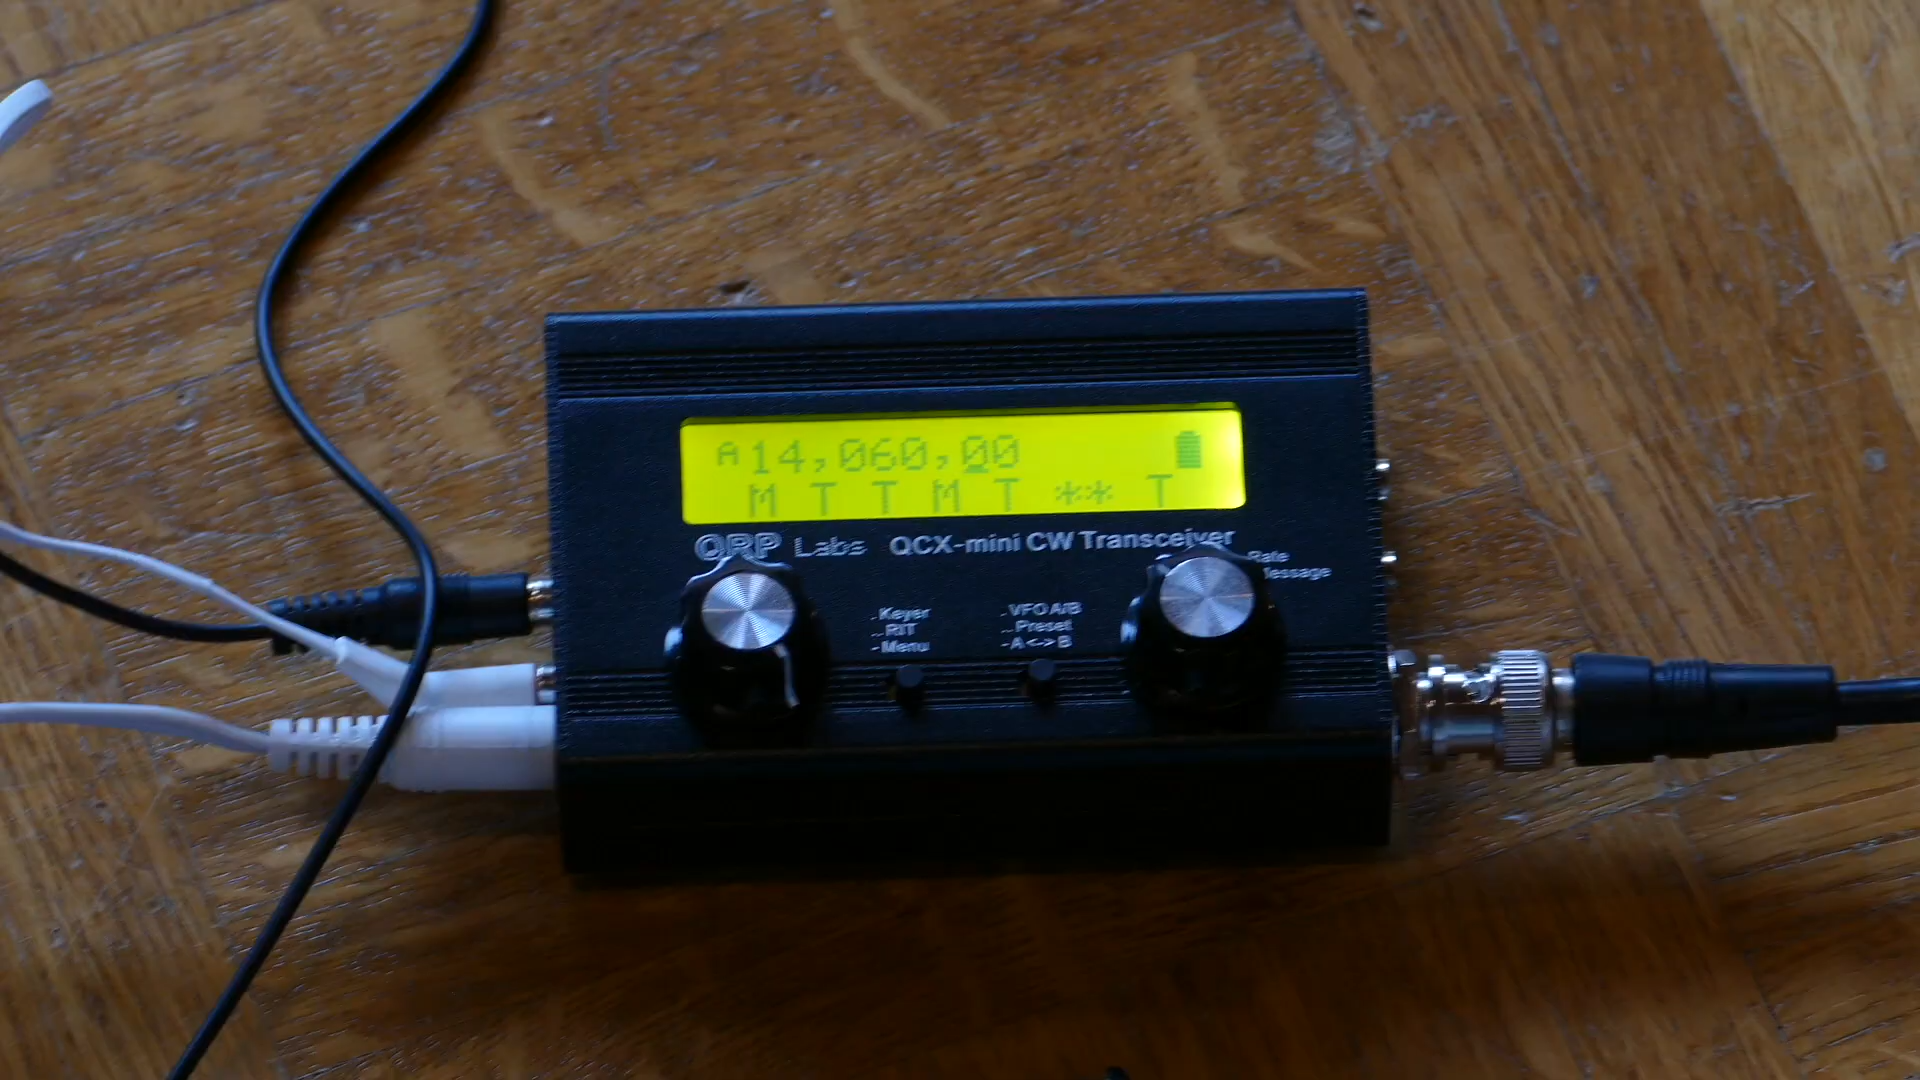 A14,060,00
M T T M T ** T
QRP Labs QCX-mini CW Transceiver
Rate
Message
. Keyer
.. RIT
- Menu
. VFO A/B
.. Preset
- A<->B